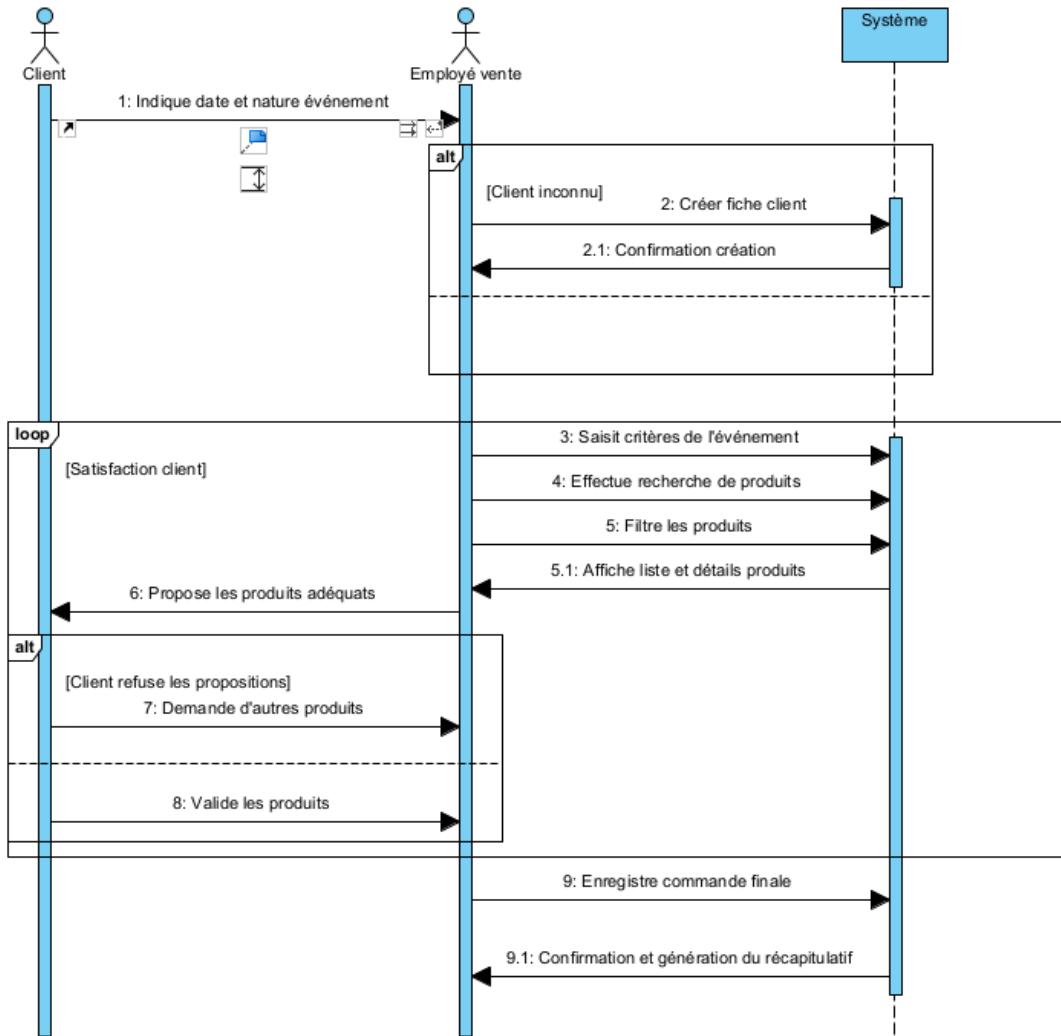 Client
Employé vente
Système
1: Indique date et nature événement
alt
[Client inconnu]
2: Créer fiche client
2.1: Confirmation création
loop
[Satisfaction client]
3: Saisit critères de l'événement
4: Effectue recherche de produits
5: Filtre les produits
5.1: Affiche liste et détails produits
6: Propose les produits adéquats
alt
[Client refuse les propositions]
7: Demande d'autres produits
8: Valide les produits
9: Enregistre commande finale
9.1: Confirmation et génération du récapitulatif